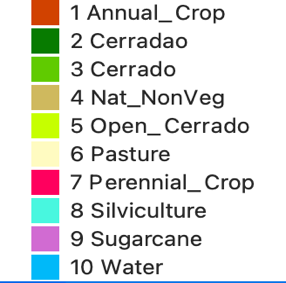 1 Annual_Crop
2 Cerradao
3 Cerrado
4 Nat_NonVeg
5 Open_Cerrado
6 Pasture
7 Perennial_Crop
8 Silviculture
9 Sugarcane
10 Water